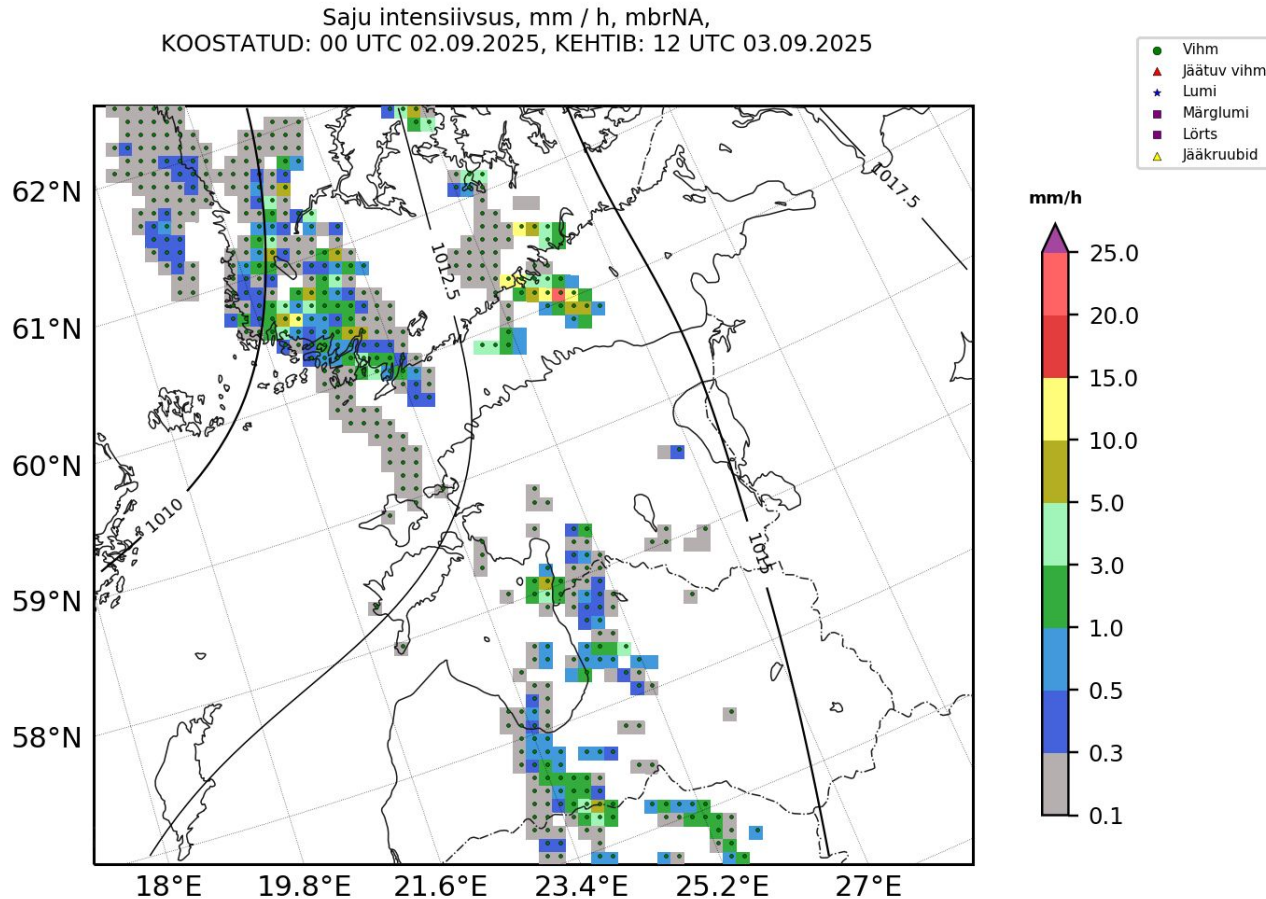 Saju intensiivsus, mm / h, mbrNA,
KOOSTATUD: 00 UTC 02.09.2025, KEHTIB: 12 UTC 03.09.2025
Vihm
Jäätuv vihm
Lumi
Märglumi
Lörts
Jääkruubid
mm/h
25.0
20.0
15.0
10.0
5.0
3.0
1.0
0.5
0.3
0.1
62°N
61°N
60°N
59°N
58°N
1017.5
1012.5
1010
1015
18°E
19.8°E
21.6°E
23.4°E
25.2°E
27°E